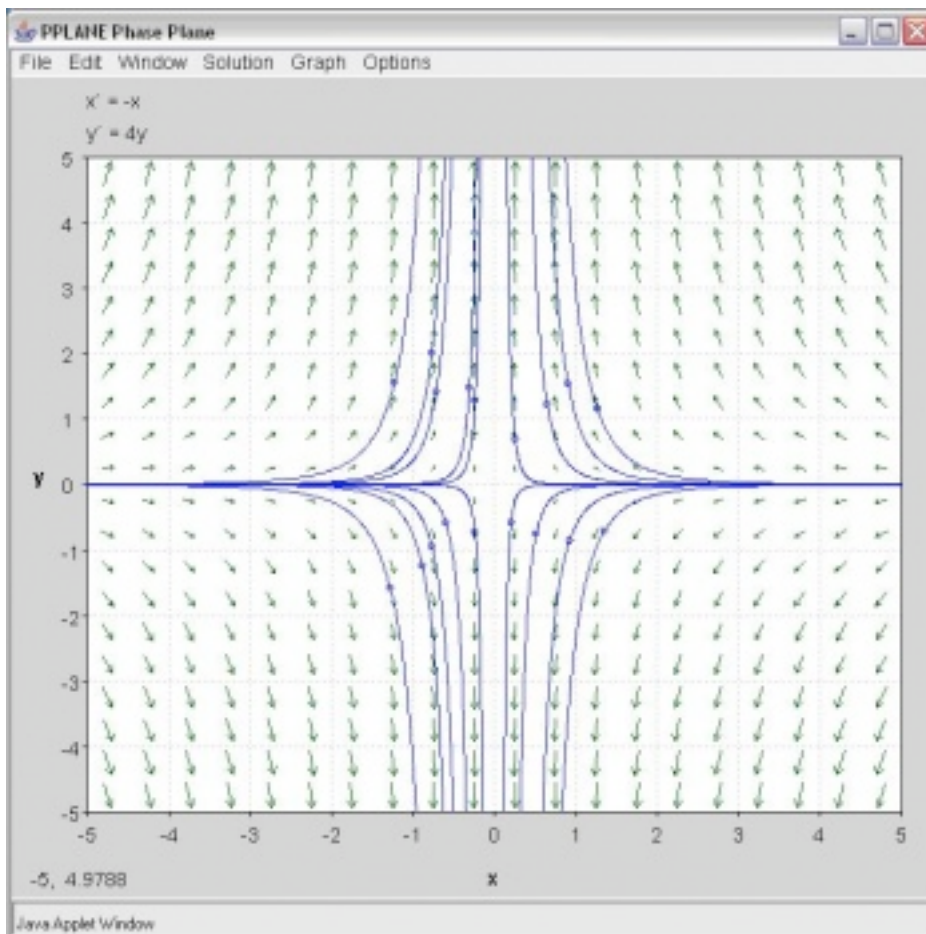 PPLANE Phase Plane
File Edit Window Solution Graph Options
x' = -x
y' = 4y
5
4
3
2
1
y
0
-1
-2
-3
-4
-5
-5 -4 -3 -2 -1 0 1 2 3 4 5
-5, 4.9788
x
Java Applet Window